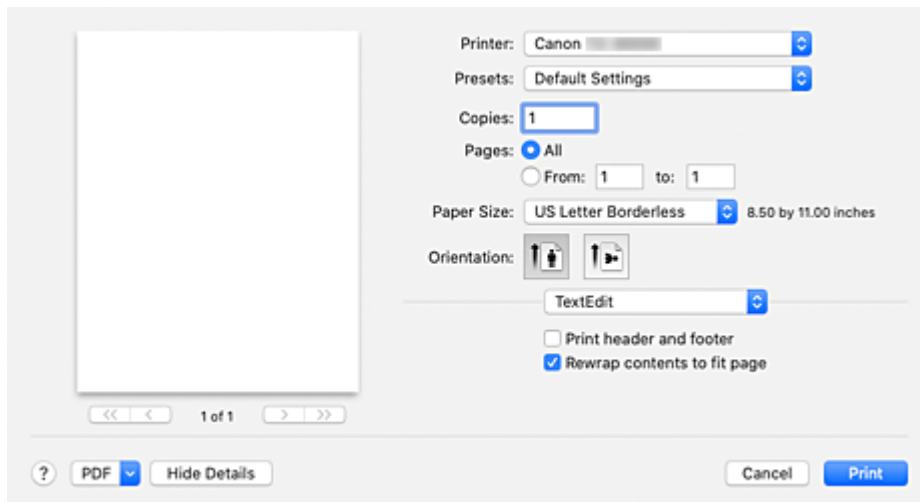 Printer: Canon
Presets: Default Settings
Copies: 1
Pages: All
From: 1 to: 1
Paper Size: US Letter Borderless 8.50 by 11.00 inches
Orientation:
TextEdit
Print header and footer
Rewrap contents to fit page
<< < 1 of 1 > >>
? PDF Hide Details Cancel Print